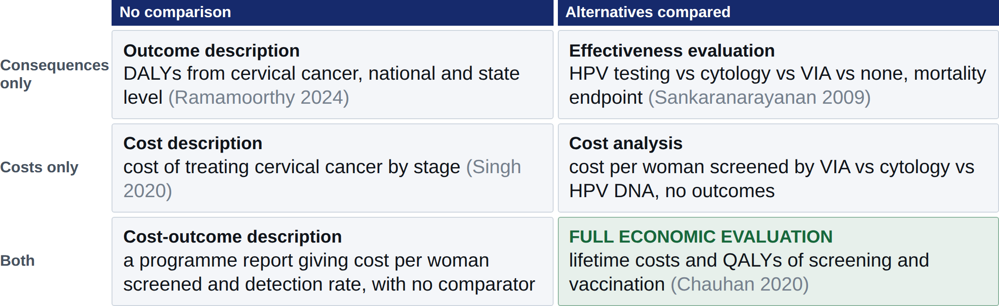 No comparison
Alternatives compared
Consequences
only
Outcome description
DALYs from cervical cancer, national and state
level (Ramamoorthy 2024)
Effectiveness evaluation
HPV testing vs cytology vs VIA vs none, mortality
endpoint (Sankaranarayanan 2009)
Costs only
Cost description
cost of treating cervical cancer by stage (Singh
2020)
Cost analysis
cost per woman screened by VIA vs cytology vs
HPV DNA, no outcomes
Both
Cost-outcome description
a programme report giving cost per woman
screened and detection rate, with no comparator
FULL ECONOMIC EVALUATION
lifetime costs and QALYs of screening and
vaccination (Chauhan 2020)